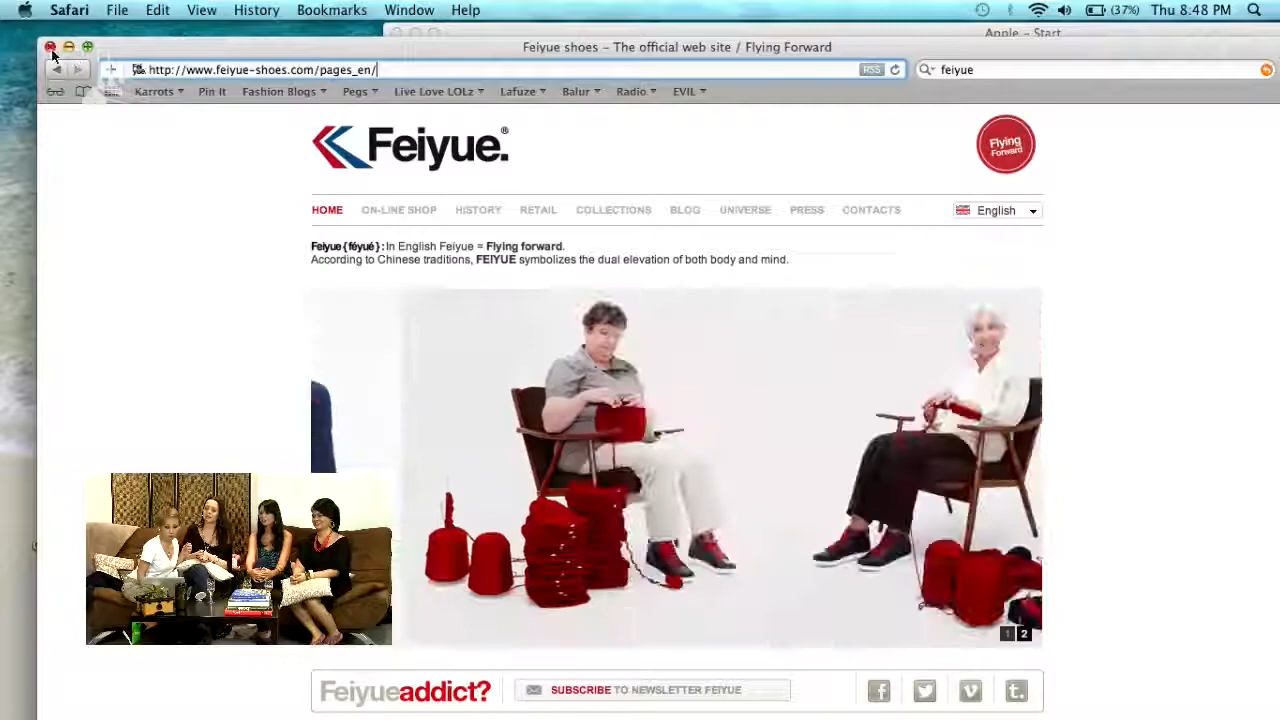 Safari File Edit View History Bookmarks Window Help (37%) Thu 8:48 PM
Apple - Start
Feiyue shoes – The official web site / Flying Forward
http://www.feiyue-shoes.com/pages_en/ RSS feiyue
Karrots Pin It Fashion Blogs Pegs Live Love LOLz Lafuze Balur Radio EVIL
Feiyue.®
Flying
Forward
HOME ON-LINE SHOP HISTORY RETAIL COLLECTIONS BLOG UNIVERSE PRESS CONTACTS English
Feiyue {féyué} : In English Feiyue = Flying forward.
According to Chinese traditions, FEIYUE symbolizes the dual elevation of both body and mind.
1 2
Feiyueaddict? SUBSCRIBE TO NEWSLETTER FEIYUE f t v t.